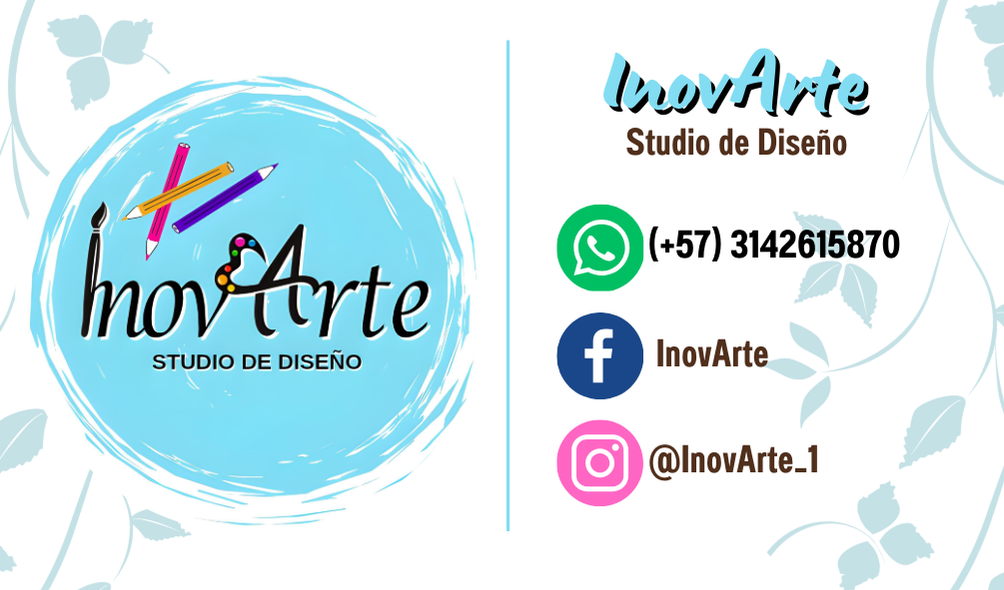 InovArte
STUDIO DE DISEÑO
InovArte
Studio de Diseño
(+57) 3142615870
InovArte
@InovArte_1